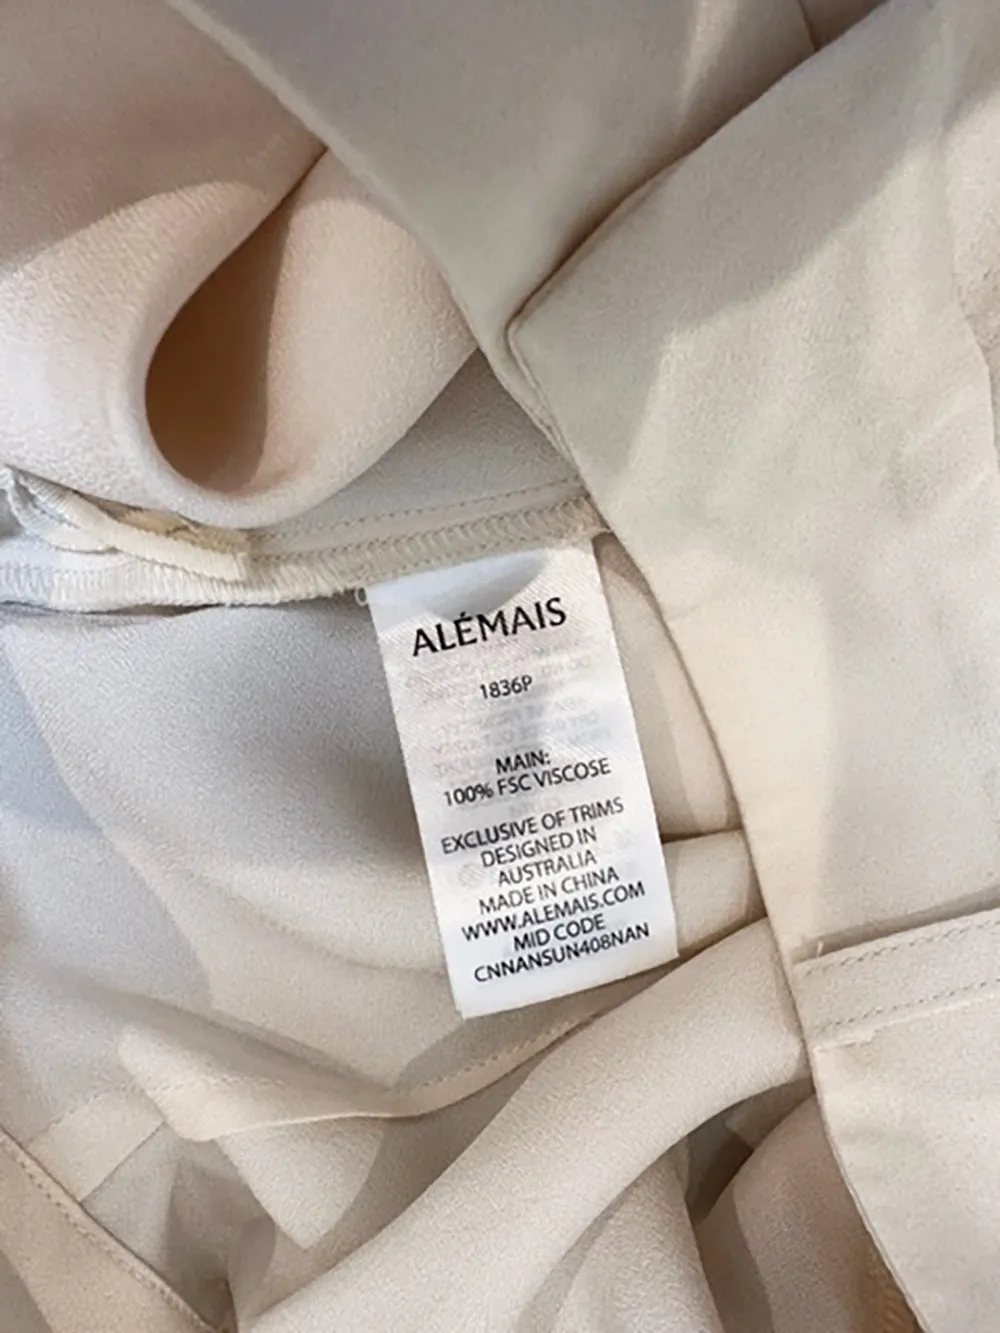 ALÉMAIS
1836P
MAIN:
100% FSC VISCOSE
EXCLUSIVE OF TRIMS
DESIGNED IN
AUSTRALIA
MADE IN CHINA
WWW.ALEMAIS.COM
MID CODE
CNNANSUN408NAN